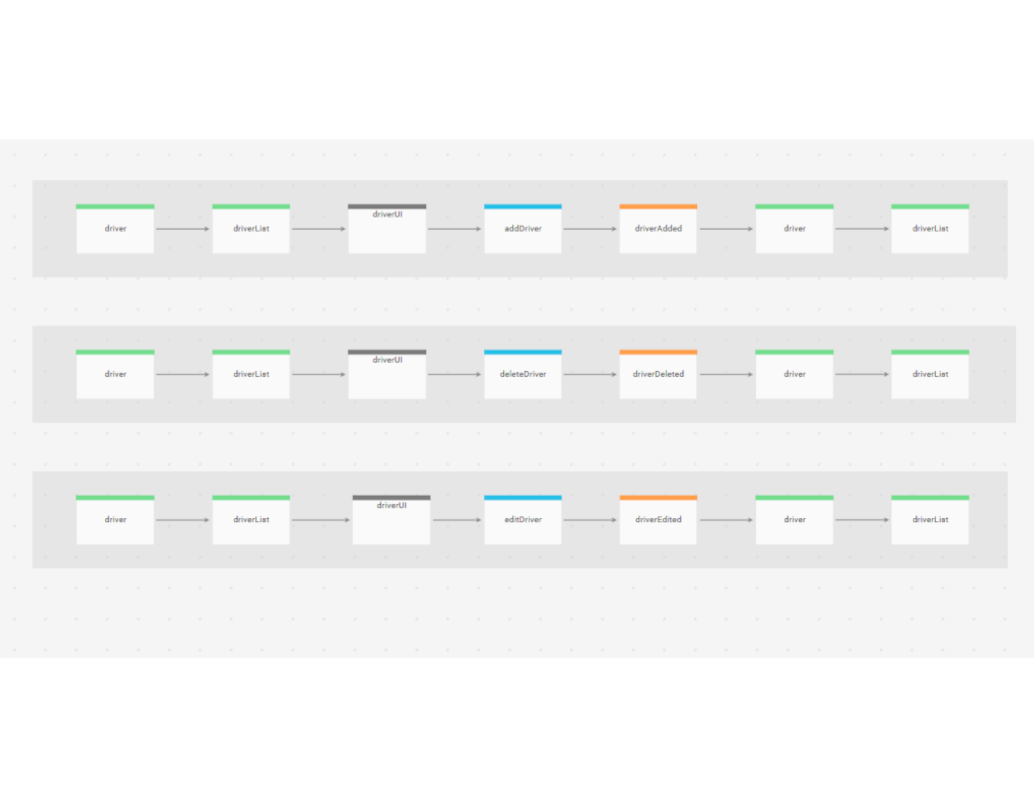 driver
driverList
driverUI
addDriver
driverAdded
driver
driverList
driver
driverList
driverUI
deleteDriver
driverDeleted
driver
driverList
driver
driverList
driverUI
editDriver
driverEdited
driver
driverList